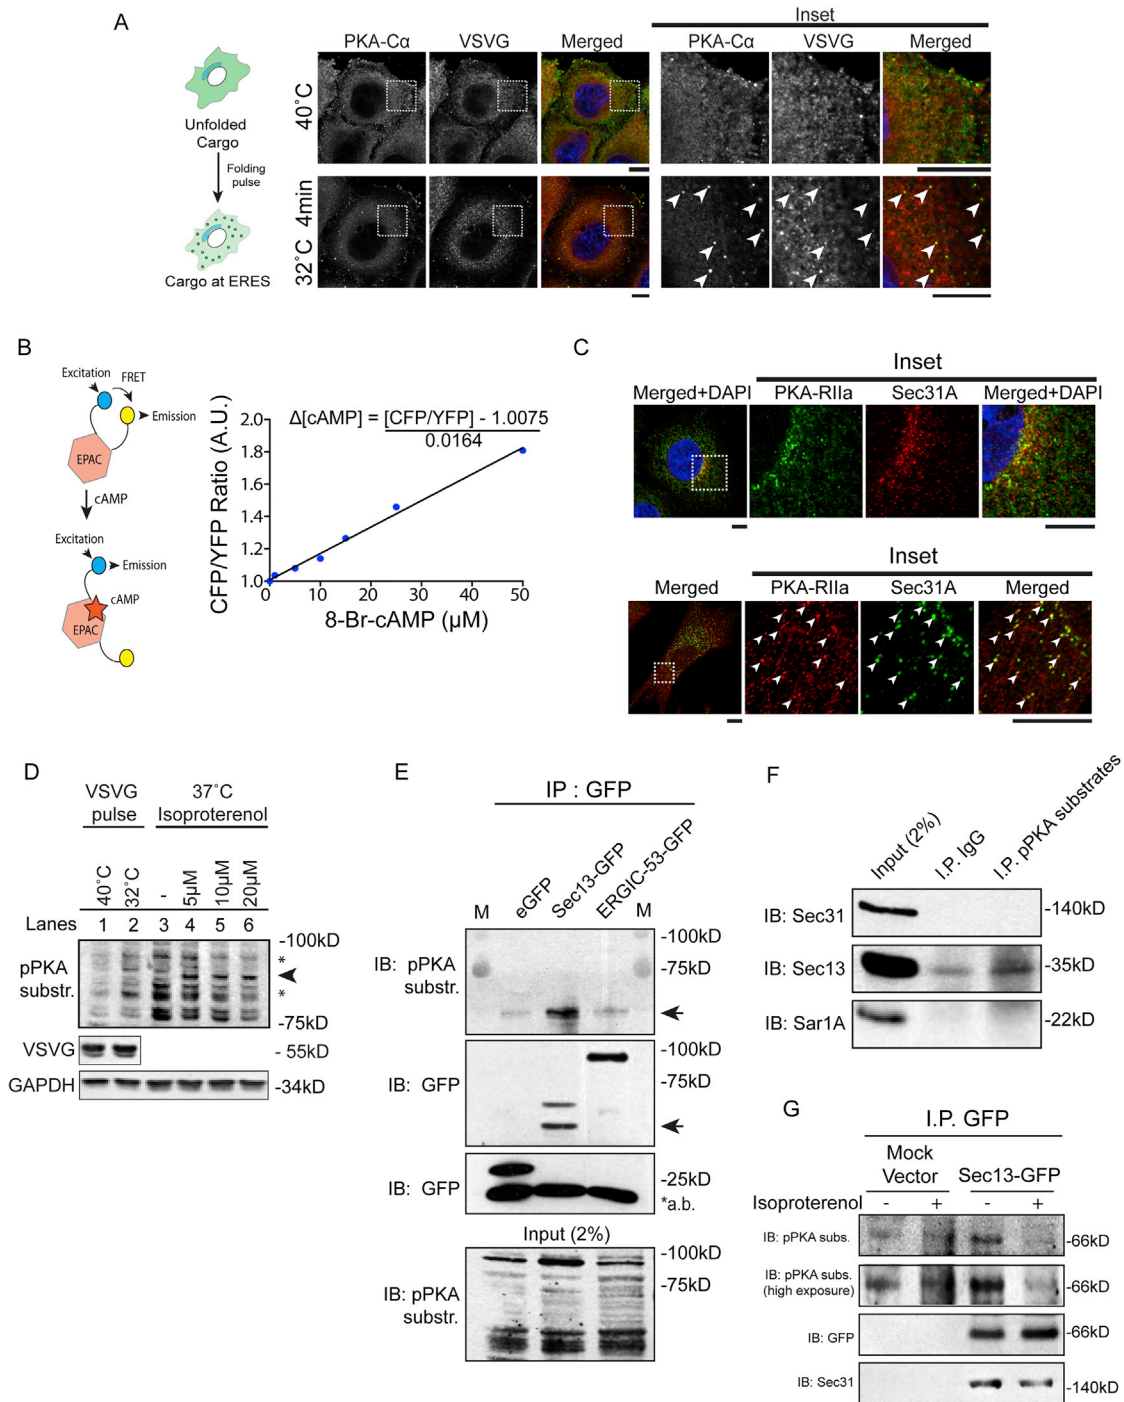 A
Inset
PKA-Cα VSVG Merged PKA-Cα VSVG Merged
40˚C
Unfolded
Cargo
Folding
pulse
4min
32˚C
Cargo at ERES
B
Excitation FRET
Emission
EPAC
cAMP
Excitation
Emission
cAMP
EPAC
Δ[cAMP] = [CFP/YFP] - 1.0075
0.0164
CFP/YFP Ratio (A.U.)
2.0
1.8
1.6
1.4
1.2
1.0
0 10 20 30 40 50
8-Br-cAMP (µM)
C
Inset
Merged+DAPI PKA-RIIa Sec31A Merged+DAPI
Inset
Merged PKA-RIIa Sec31A Merged
D
VSVG
pulse
37˚C
Isoproterenol
40˚C 32˚C - 5µM 10µM 20µM
Lanes 1 2 3 4 5 6
-100kD
*
pPKA
substr.
*
-75kD
VSVG - 55kD
GAPDH -34kD
E
IP : GFP
M eGFP Sec13-GFP ERGIC-53-GFP M
-100kD
-75kD
IB: pPKA
substr.
-100kD
-75kD
IB: GFP
-25kD
IB: GFP
*a.b.
Input (2%)
-100kD
-75kD
IB: pPKA
substr.
F
Input (2%) I.P. IgG I.P. pPKA substrates
IB: Sec31 -140kD
IB: Sec13 -35kD
IB: Sar1A -22kD
G
I.P. GFP
Mock
Vector Sec13-GFP
Isoproterenol - + - +
IB: pPKA subs. -66kD
IB: pPKA subs.
(high exposure) -66kD
IB: GFP -66kD
IB: Sec31 -140kD